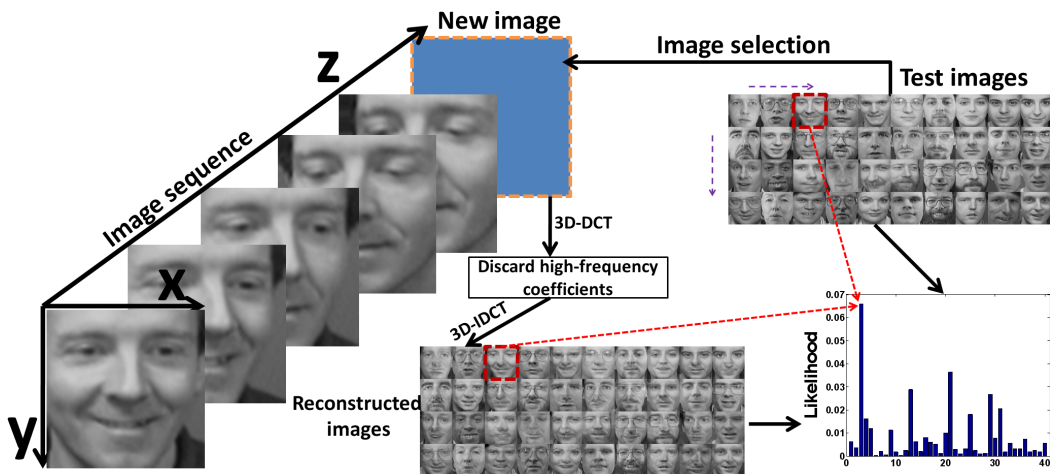 New image
Image selection
z
Test images
Image sequence
3D-DCT
x
Discard high-frequency
coefficients
3D-IDCT
y
Reconstructed
images
Likelihood
0.07
0.06
0.05
0.04
0.03
0.02
0.01
0
0 10 20 30 40